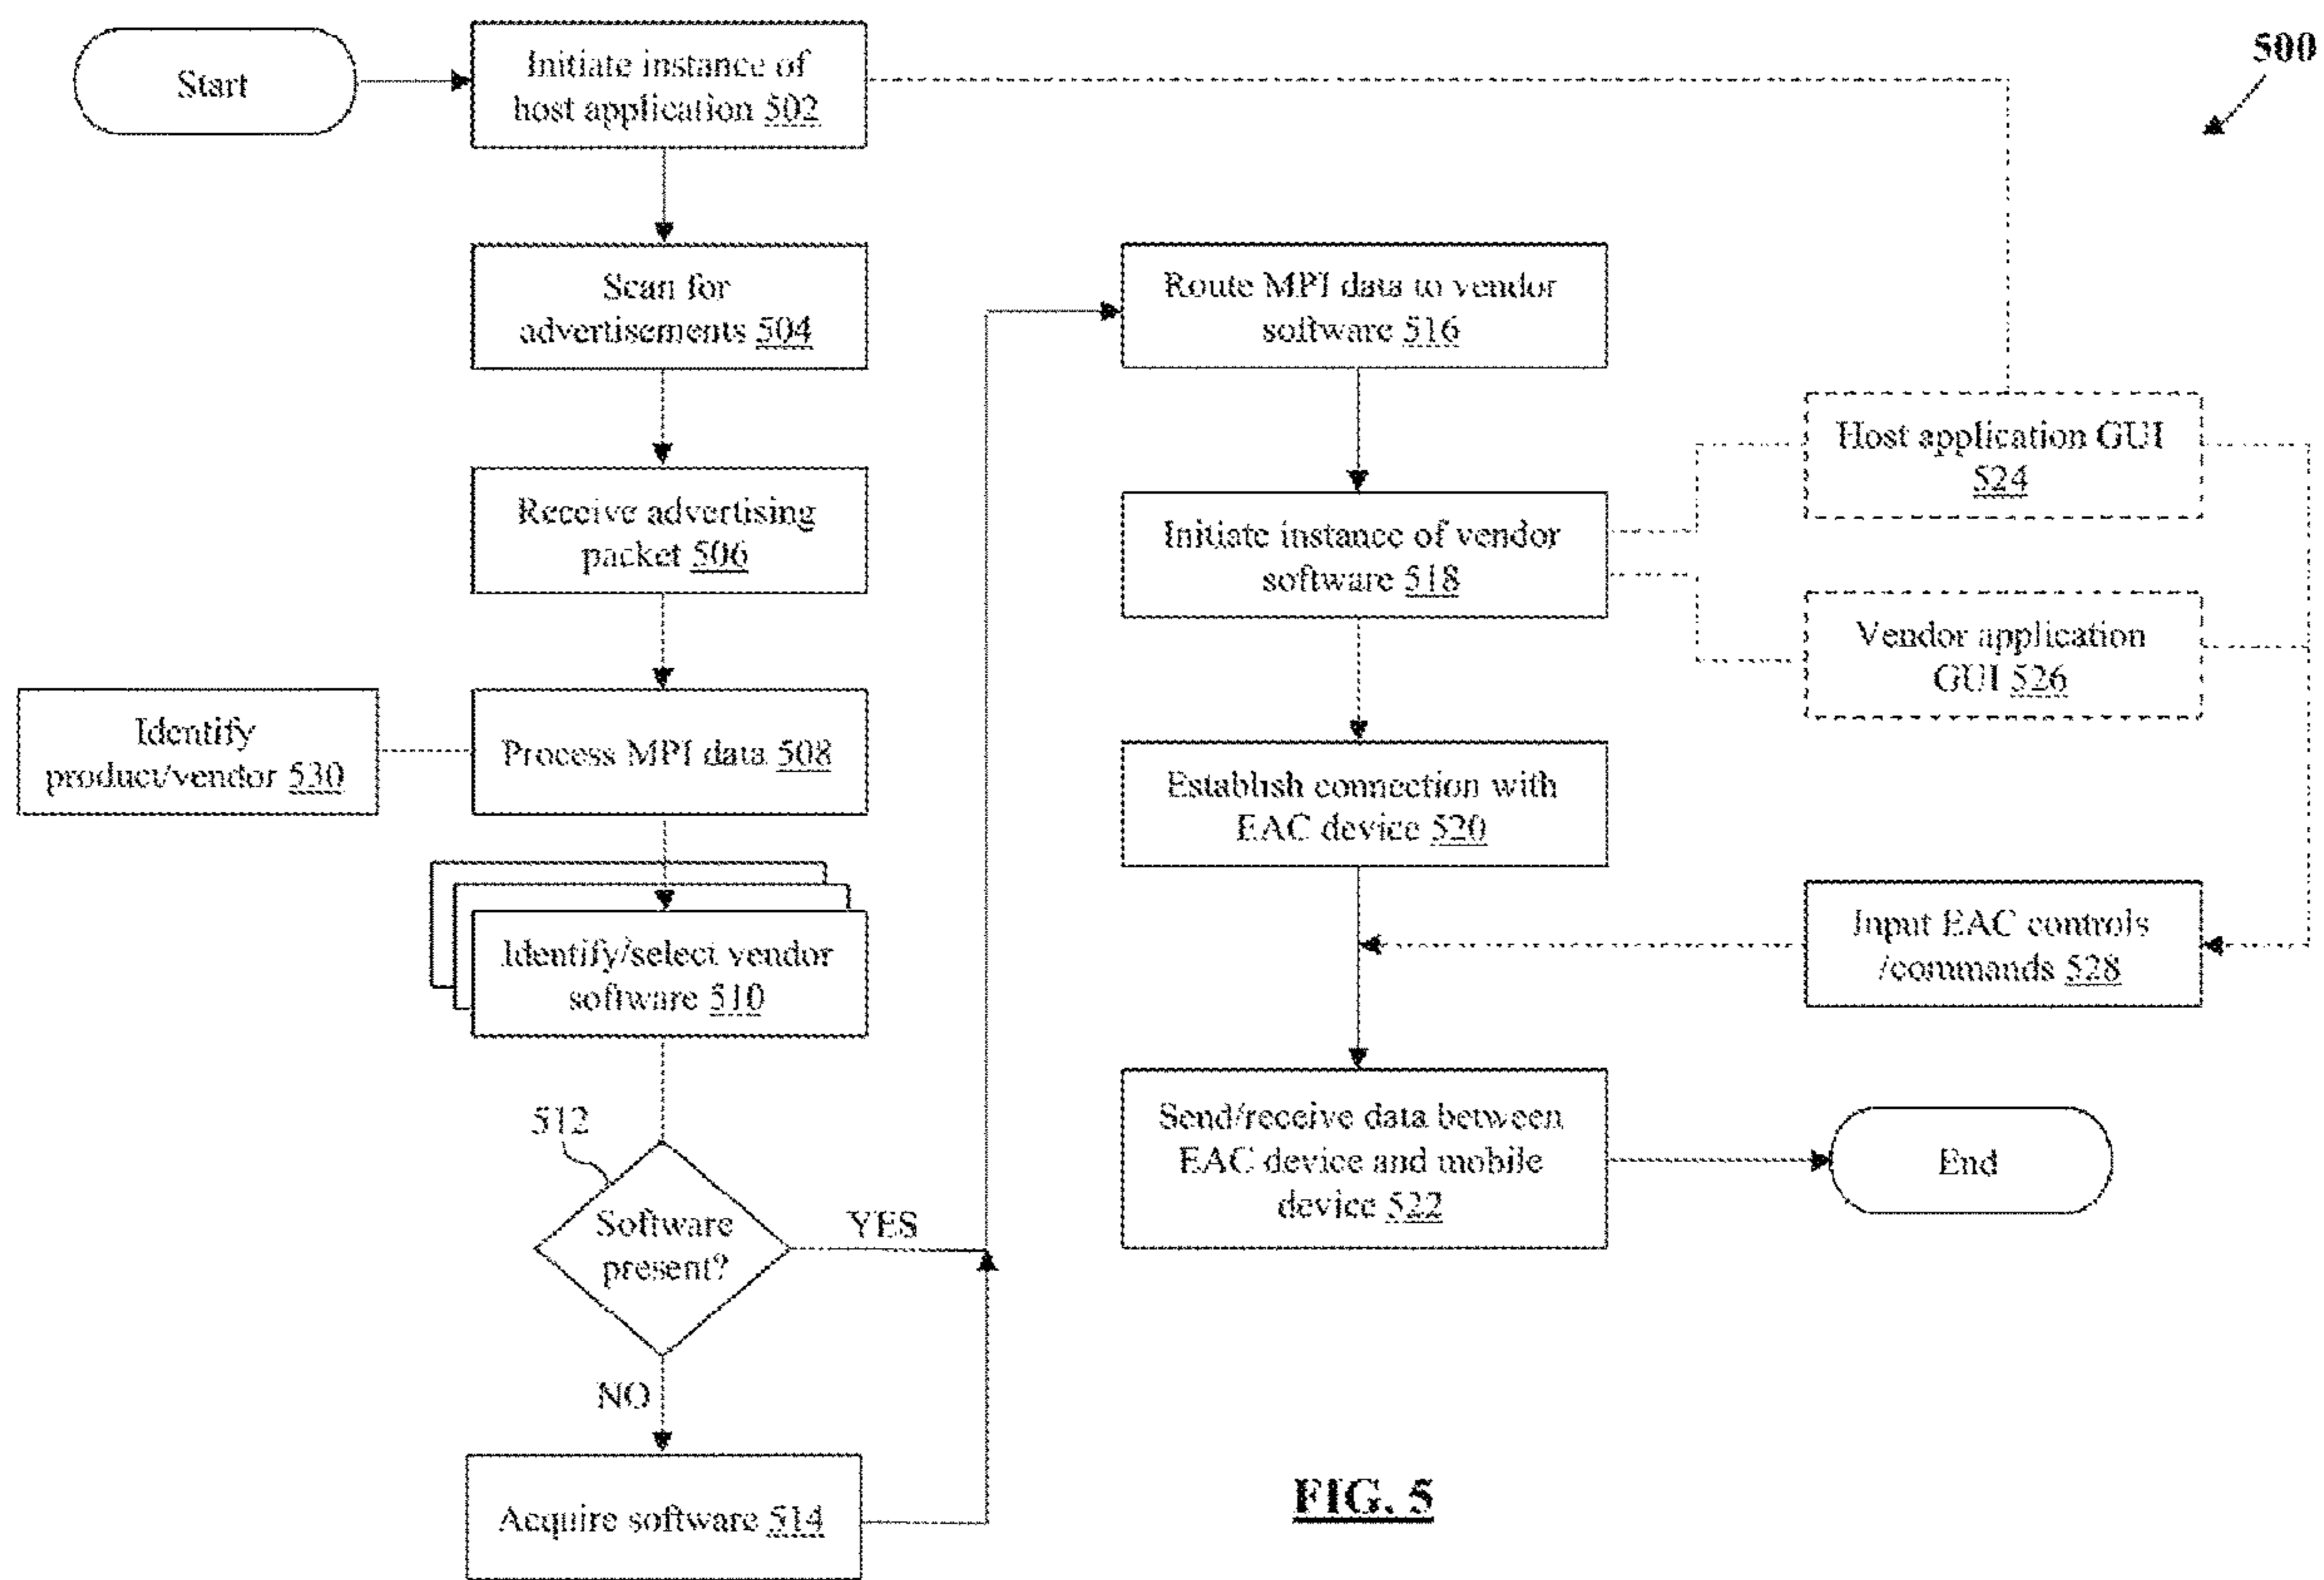 Start
Initiate instance of
host application 502
500
Scan for
advertisements 504
Receive advertising
packet 506
Identify
product/vendor 530
Process MPI data 508
Identify/select vendor
software 510
512
Software
present?
YES
NO
Acquire software 514
Route MPI data to vendor
software 516
Initiate instance of vendor
software 518
Host application GUI
524
Vendor application
GUI 526
Establish connection with
EAC device 520
Input EAC controls
/commands 528
Send/receive data between
EAC device and mobile
device 522
End
FIG. 5